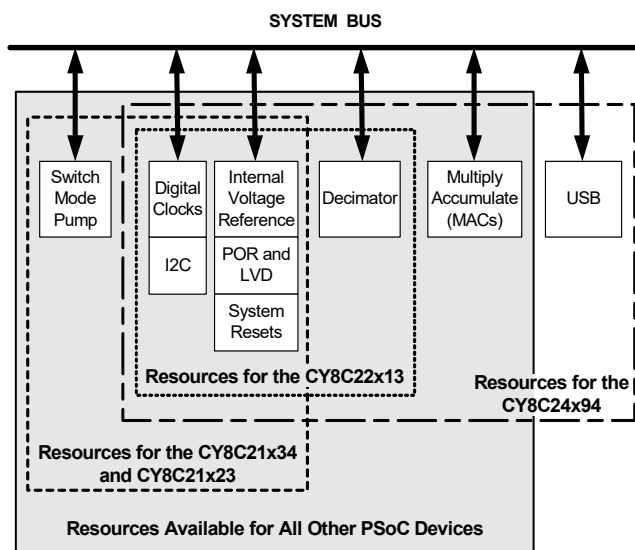 SYSTEM BUS
Switch
Mode
Pump
Digital
Clocks
I2C
Internal
Voltage
Reference
POR and
LVD
System
Resets
Decimator
Multiply
Accumulate
(MACs)
USB
Resources for the CY8C22x13
Resources for the
CY8C24x94
Resources for the CY8C21x34
and CY8C21x23
Resources Available for All Other PSoC Devices